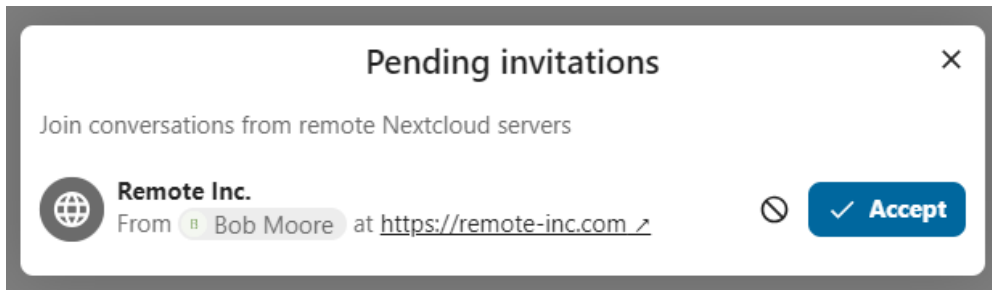 Pending invitations
Join conversations from remote Nextcloud servers
Remote Inc.
From B Bob Moore at https://remote-inc.com ↗
Accept